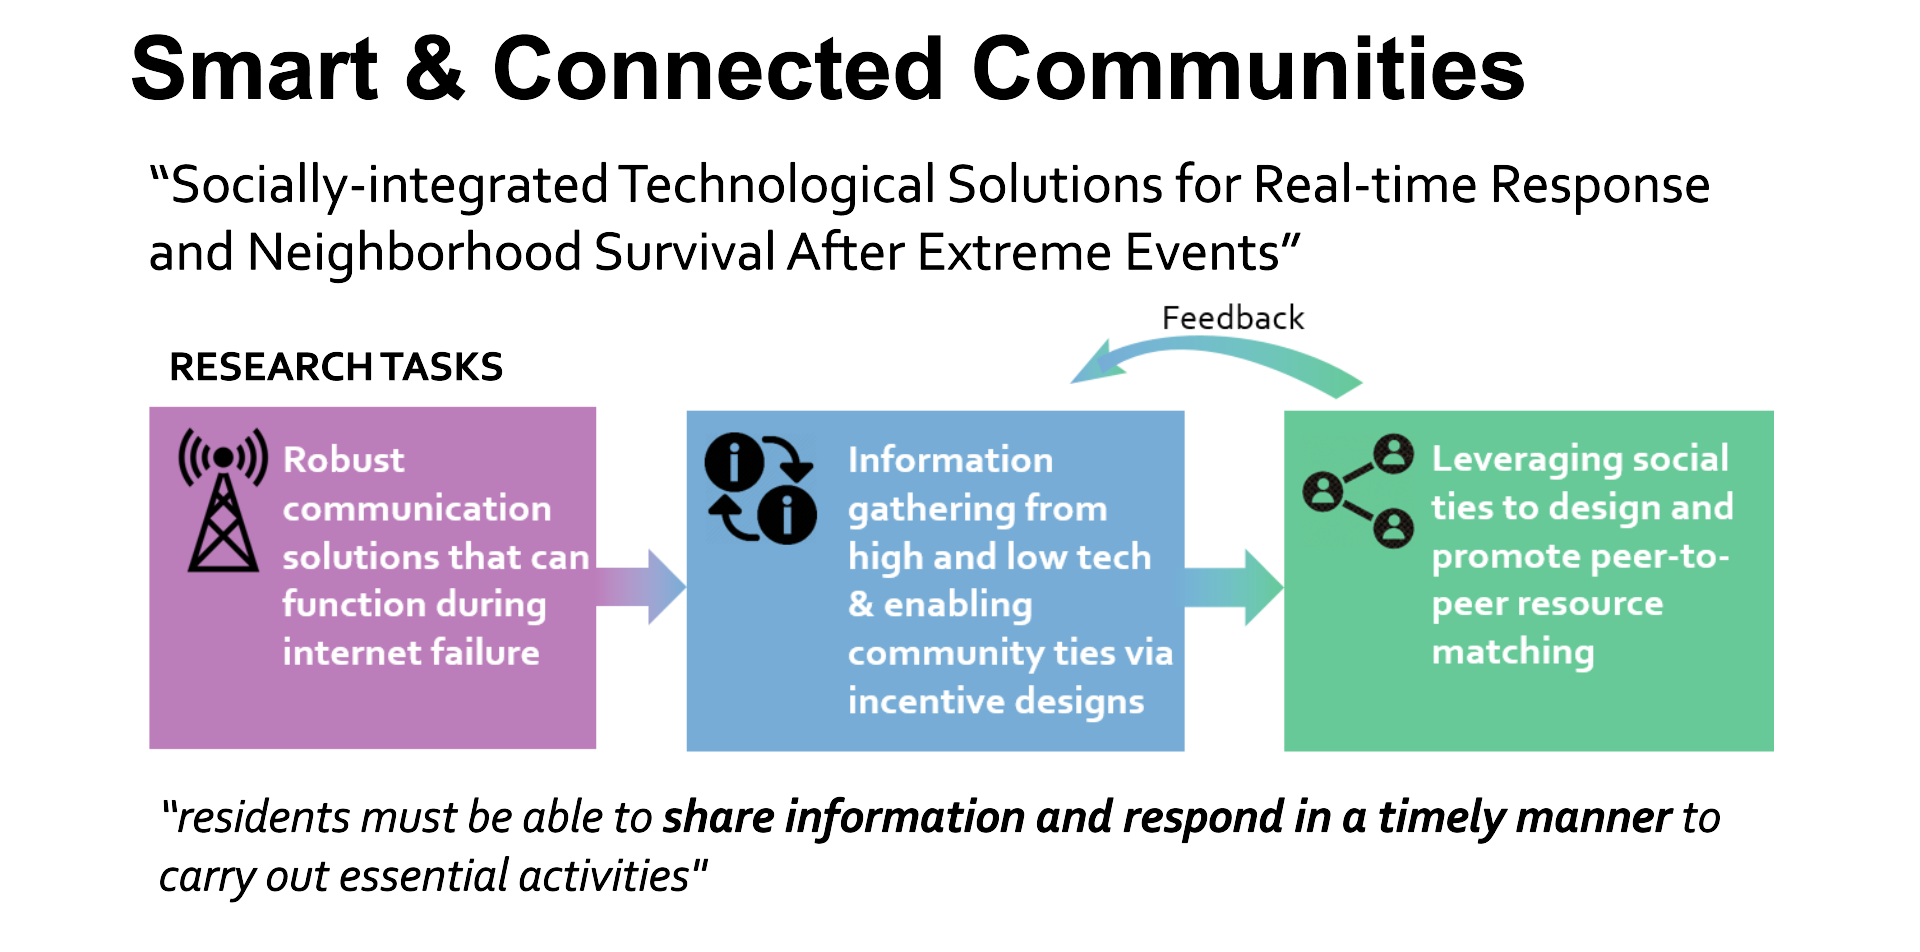 Smart & Connected Communities
“Socially-integrated Technological Solutions for Real-time Response
and Neighborhood Survival After Extreme Events”
Feedback
RESEARCH TASKS
Robust
communication
solutions that can
function during
internet failure
Information
gathering from
high and low tech
& enabling
community ties via
incentive designs
Leveraging social
ties to design and
promote peer-to-
peer resource
matching
"residents must be able to share information and respond in a timely manner to
carry out essential activities"